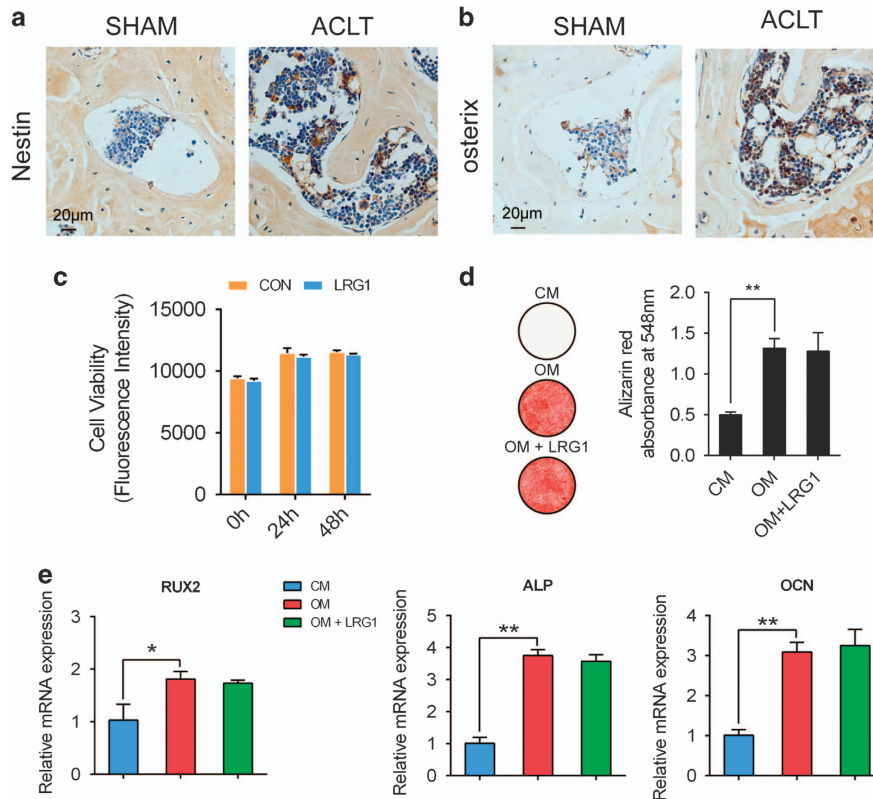 a
SHAM
ACLT
Nestin
20μm
b
SHAM
ACLT
osterix
20μm
c
CON
LRG1
Cell Viability
(Fluorescence Intensity)
15000
10000
5000
0
0h
24h
48h
d
CM
OM
OM + LRG1
Alizarin red
absorbance at 548nm
2.0
1.5
1.0
0.5
0.0
**
CM
OM
OM+LRG1
e
RUX2
Relative mRNA expression
3
2
1
0
*
CM
OM
OM + LRG1
ALP
Relative mRNA expression
5
4
3
2
1
0
**
OCN
Relative mRNA expression
4
3
2
1
0
**